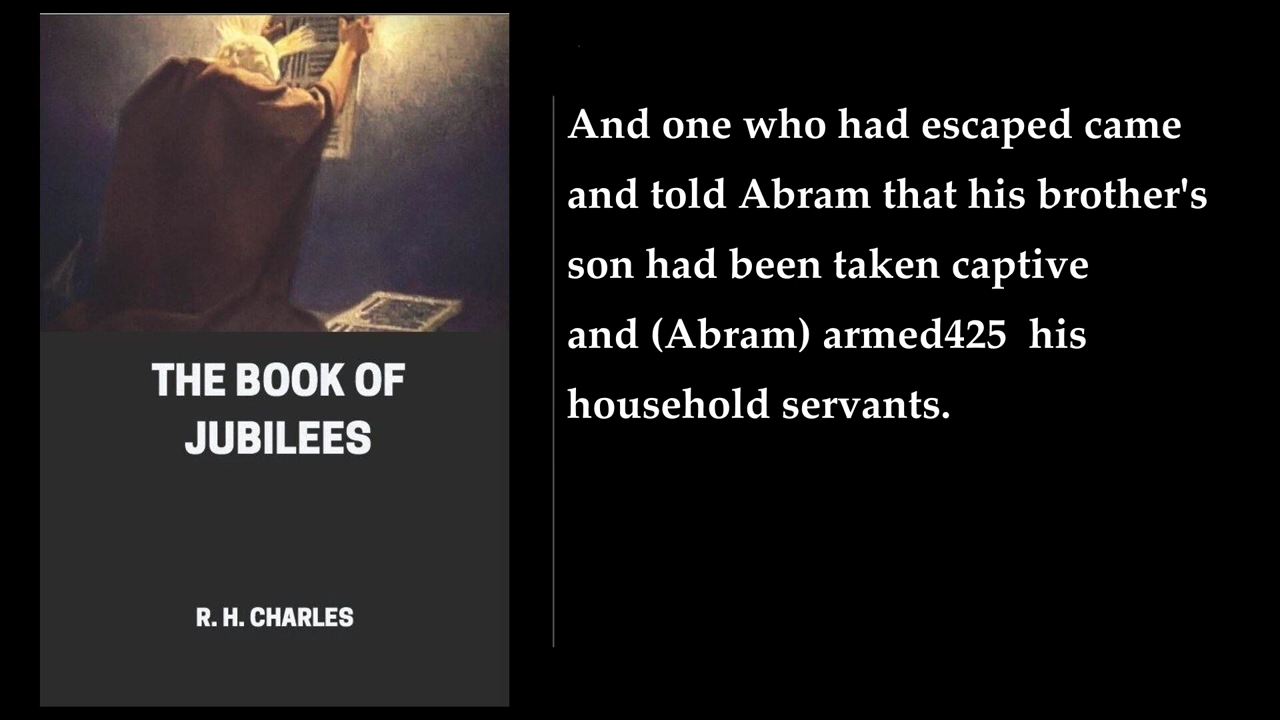 THE BOOK OF
JUBILEES
R. H. CHARLES
And one who had escaped came
and told Abram that his brother's
son had been taken captive
and (Abram) armed425  his
household servants.